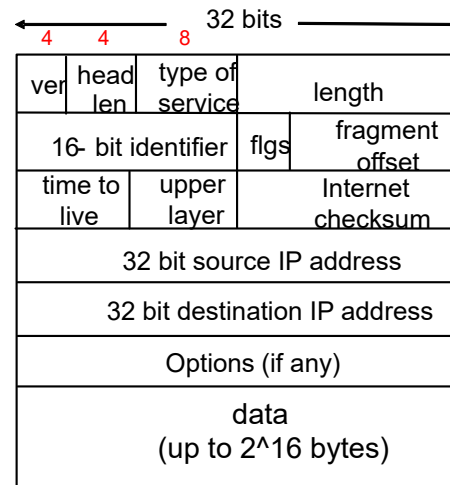 32 bits
4 4 8
ver head len type of service length
16- bit identifier flgs fragment offset
time to live upper layer Internet checksum
32 bit source IP address
32 bit destination IP address
Options (if any)
data
(up to 2^16 bytes)